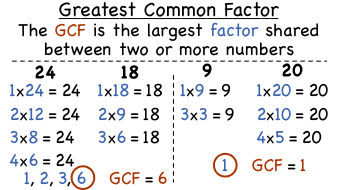 Greatest Common Factor
The GCF is the largest factor shared
between two or more numbers
24 18 9 20
1x24 = 24 1x18 = 18 1x9 = 9 1x20 = 20
2x12 = 24 2x9 = 18 3x3 = 9 2x10 = 20
3x8 = 24 3x6 = 18 4x5 = 20
4x6 = 24
1, 2, 3, 6 GCF = 6 1 GCF = 1